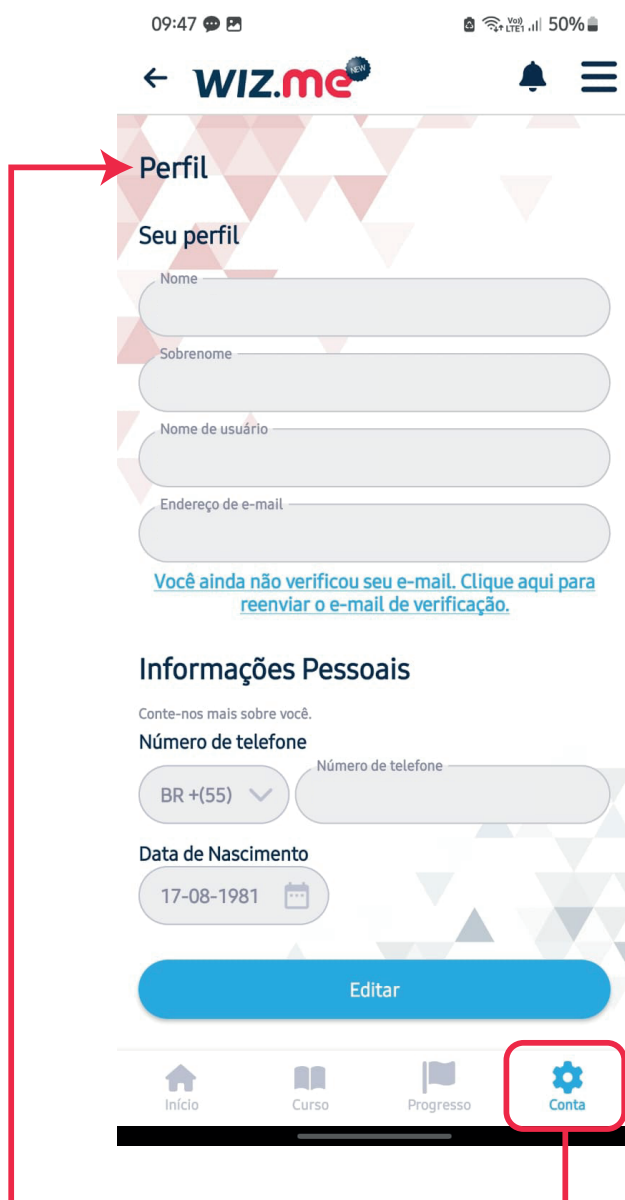 09:47
Vo)) LTE1 50%
WIZ.me NEW
Perfil
Seu perfil
Nome
Sobrenome
Nome de usuário
Endereço de e-mail
Você ainda não verificou seu e-mail. Clique aqui para
reenviar o e-mail de verificação.
Informações Pessoais
Conte-nos mais sobre você.
Número de telefone
BR +(55) Número de telefone
Data de Nascimento
17-08-1981
Editar
Início Curso Progresso Conta